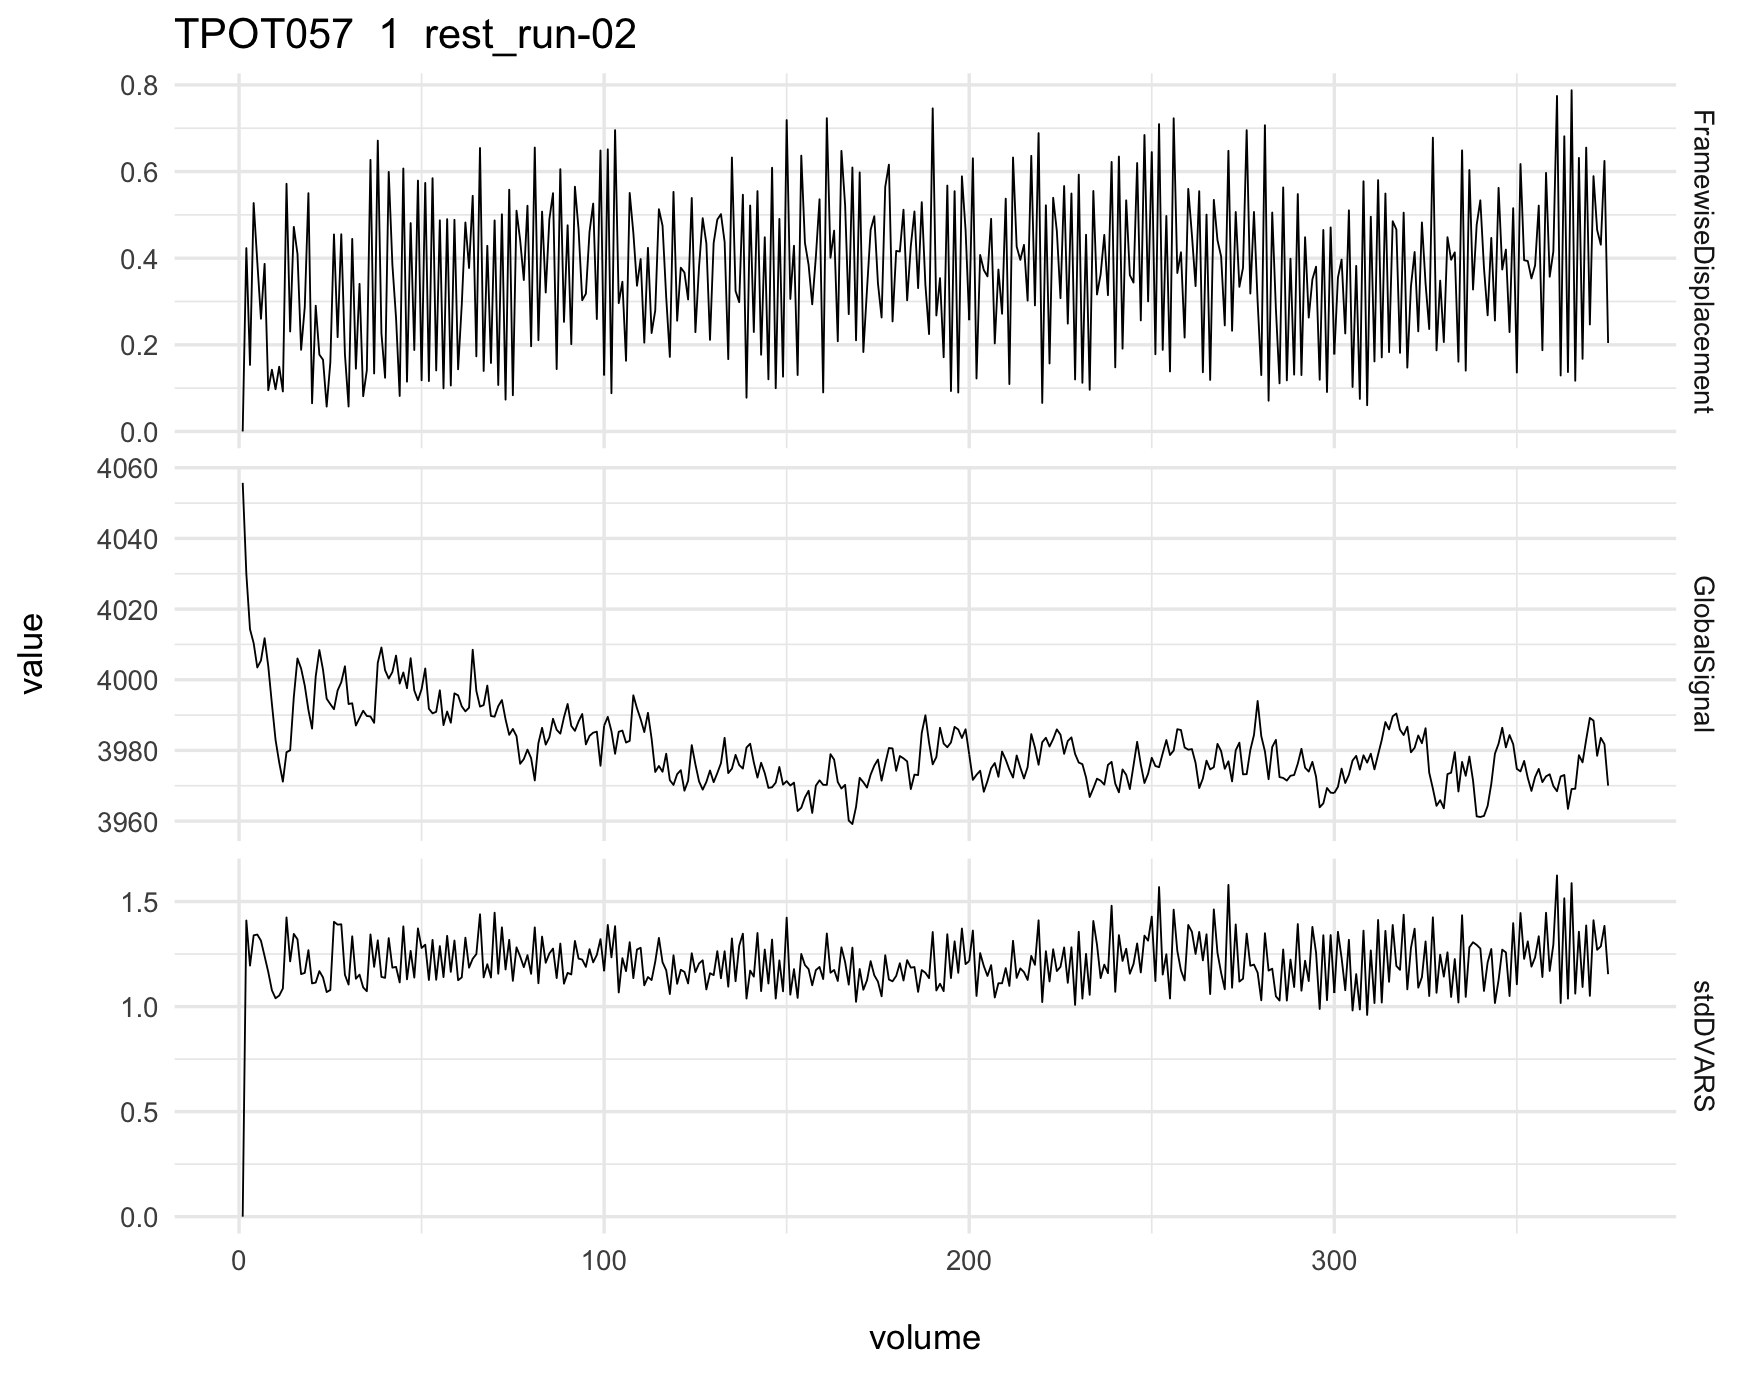 TPOT057 1 rest_run-02
0.8
0.6
0.4
0.2
0.0
FramewiseDisplacement
4060
4040
4020
4000
3980
3960
GlobalSignal
value
1.5
1.0
0.5
0.0
stdDVARS
0 100 200 300
volume